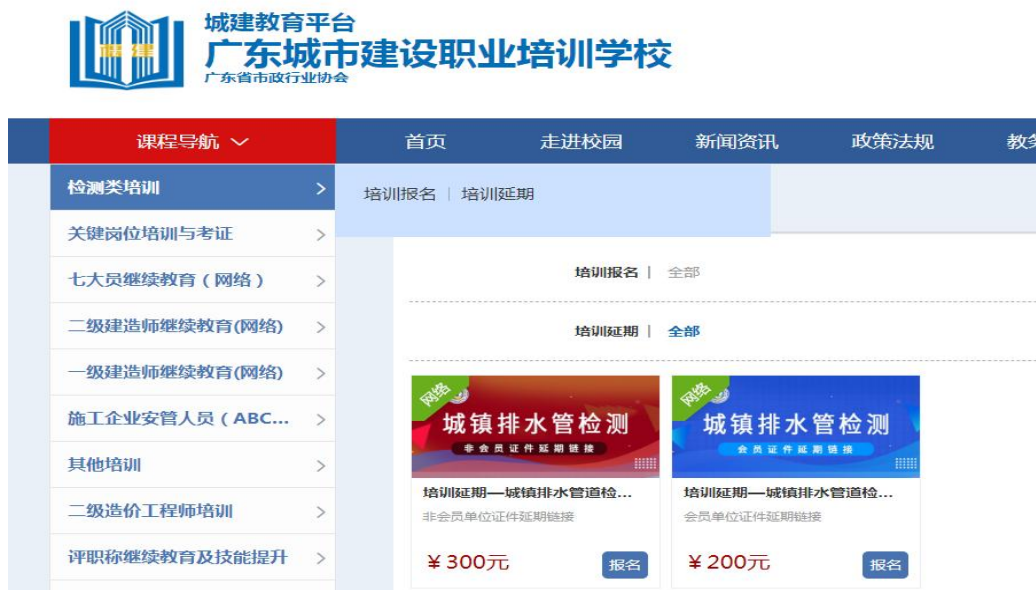 城建教育平台
广东城市建设职业培训学校
广东省市政行业协会
城建
课程导航 首页 走进校园 新闻资讯 政策法规
检测类培训
培训报名 | 培训延期
关键岗位培训与考证
七大员继续教育（网络）
二级建造师继续教育(网络)
一级建造师继续教育(网络)
施工企业安管人员（ABC...
其他培训
二级造价工程师培训
评职称继续教育及技能提升
培训报名 | 全部
培训延期 | 全部
网络
城镇排水管检测
非会员证件延期链接
培训延期—城镇排水管道检...
非会员单位证件延期链接
￥300元 报名
网络
城镇排水管检测
会员证件延期链接
培训延期—城镇排水管道检...
会员单位证件延期链接
￥200元 报名